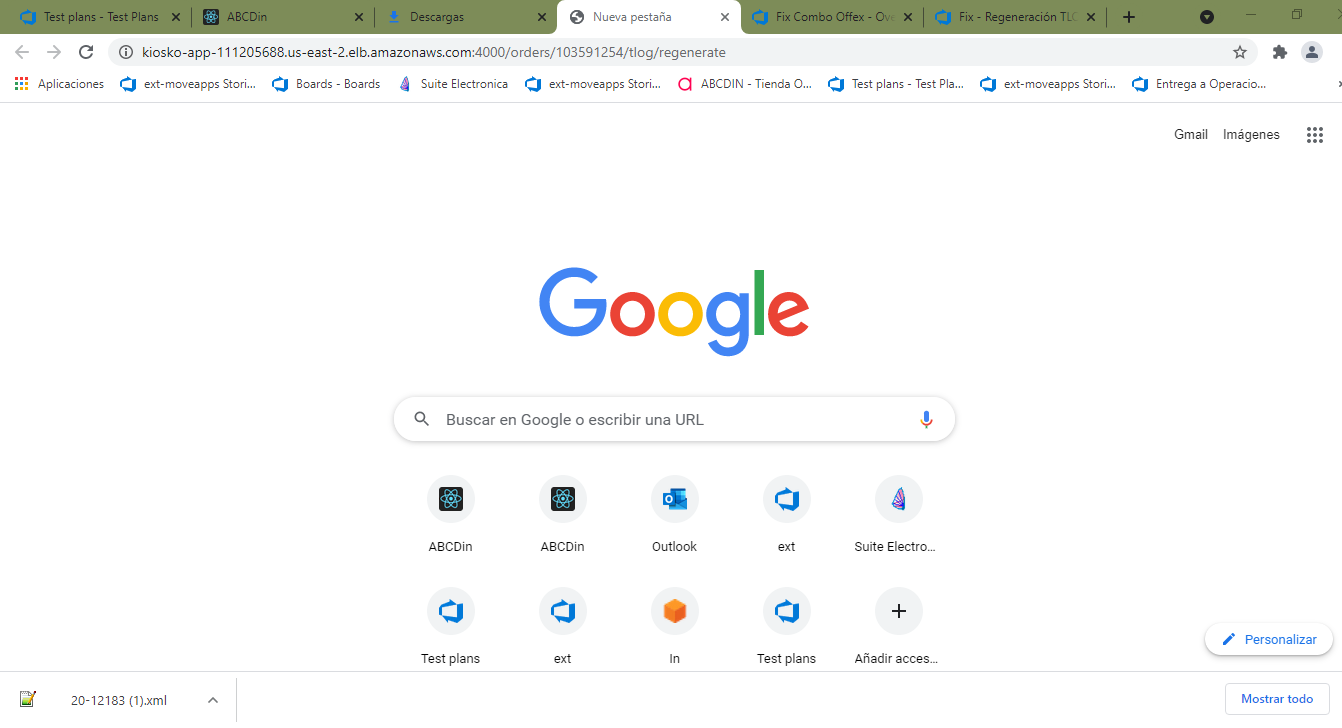 Test plans - Test Plans
ABCDin
Descargas
Nueva pestaña
Fix Combo Offex - Ove
Fix - Regeneración TLO
kiosko-app-111205688.us-east-2.elb.amazonaws.com:4000/orders/103591254/tlog/regenerate
Aplicaciones
ext-moveapps Stori...
Boards - Boards
Suite Electronica
ext-moveapps Stori...
ABCDIN - Tienda O...
Test plans - Test Pla...
ext-moveapps Stori...
Entrega a Operacio...
Gmail
Imágenes
Google
Buscar en Google o escribir una URL
ABCDin
ABCDin
Outlook
ext
Suite Electro...
Test plans
ext
In
Test plans
Añadir acces...
Personalizar
20-12183 (1).xml
Mostrar todo